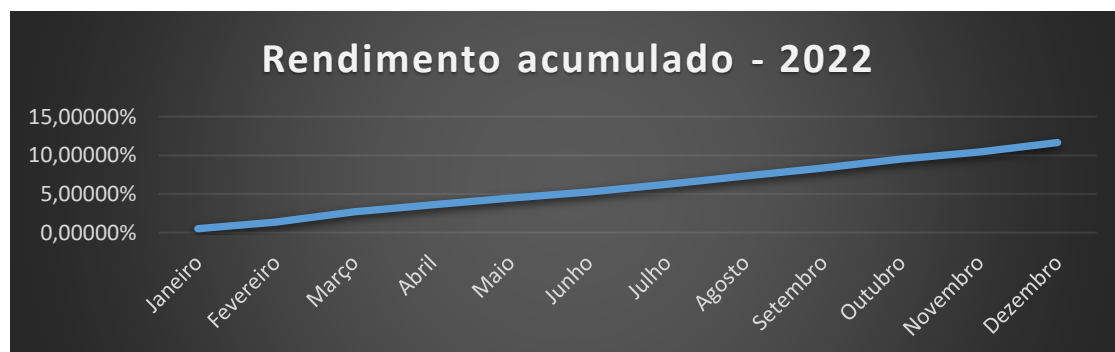 Rendimento acumulado - 2022
15,00000%
10,00000%
5,00000%
0,00000%
Janeiro
Fevereiro
Março
Abril
Maio
Junho
Julho
Agosto
Setembro
Outubro
Novembro
Dezembro